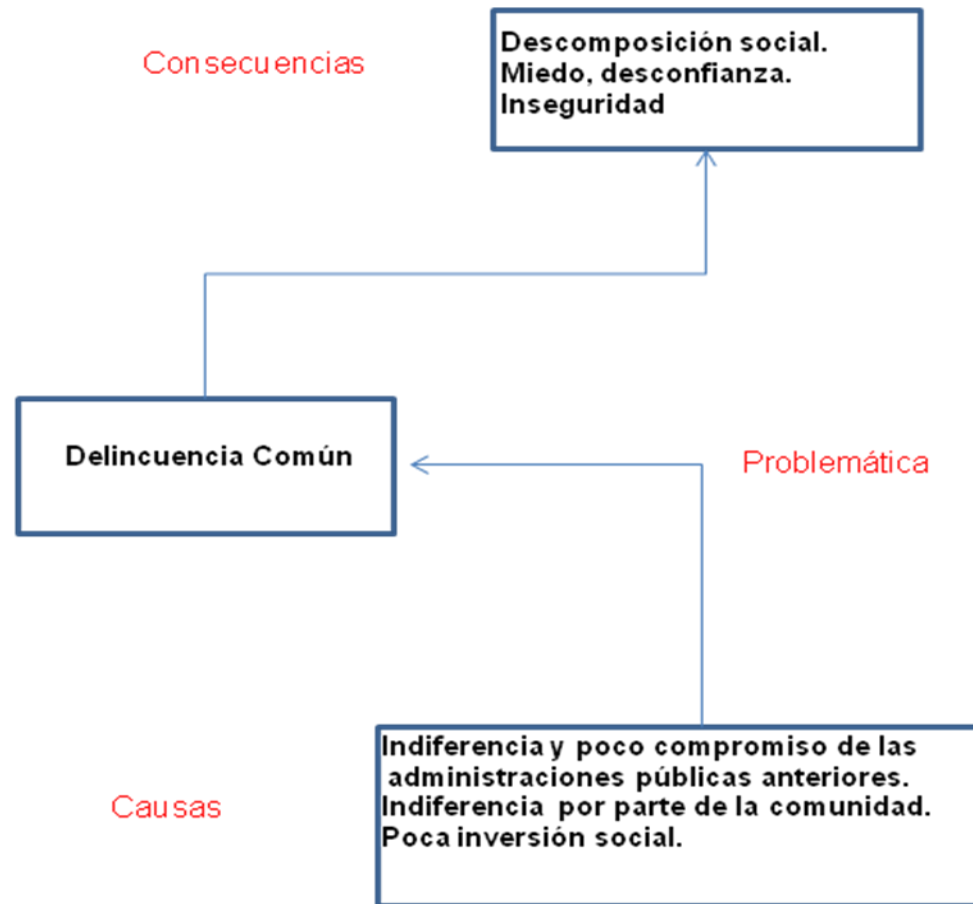 Consecuencias
Descomposición social.
Miedo, desconfianza.
Inseguridad
Delincuencia Común
Problemática
Causas
Indiferencia y poco compromiso de las
administraciones públicas anteriores.
Indiferencia por parte de la comunidad.
Poca inversión social.